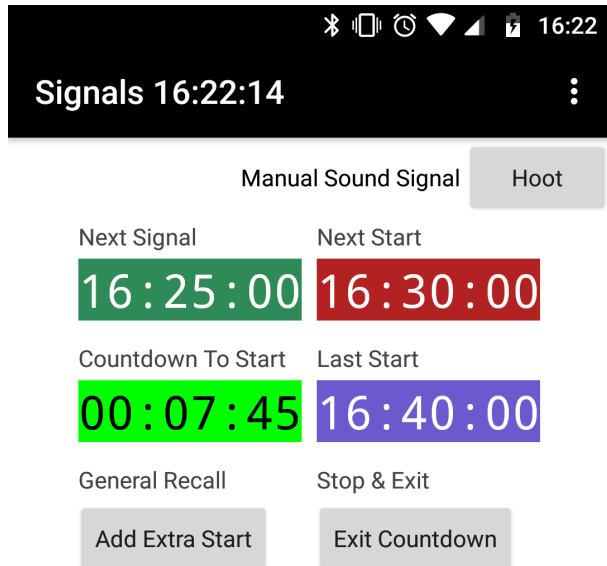 16:22
Signals 16:22:14
Manual Sound Signal Hoot
Next Signal Next Start
16:25:00 16:30:00
Countdown To Start Last Start
00:07:45 16:40:00
General Recall Stop & Exit
Add Extra Start Exit Countdown